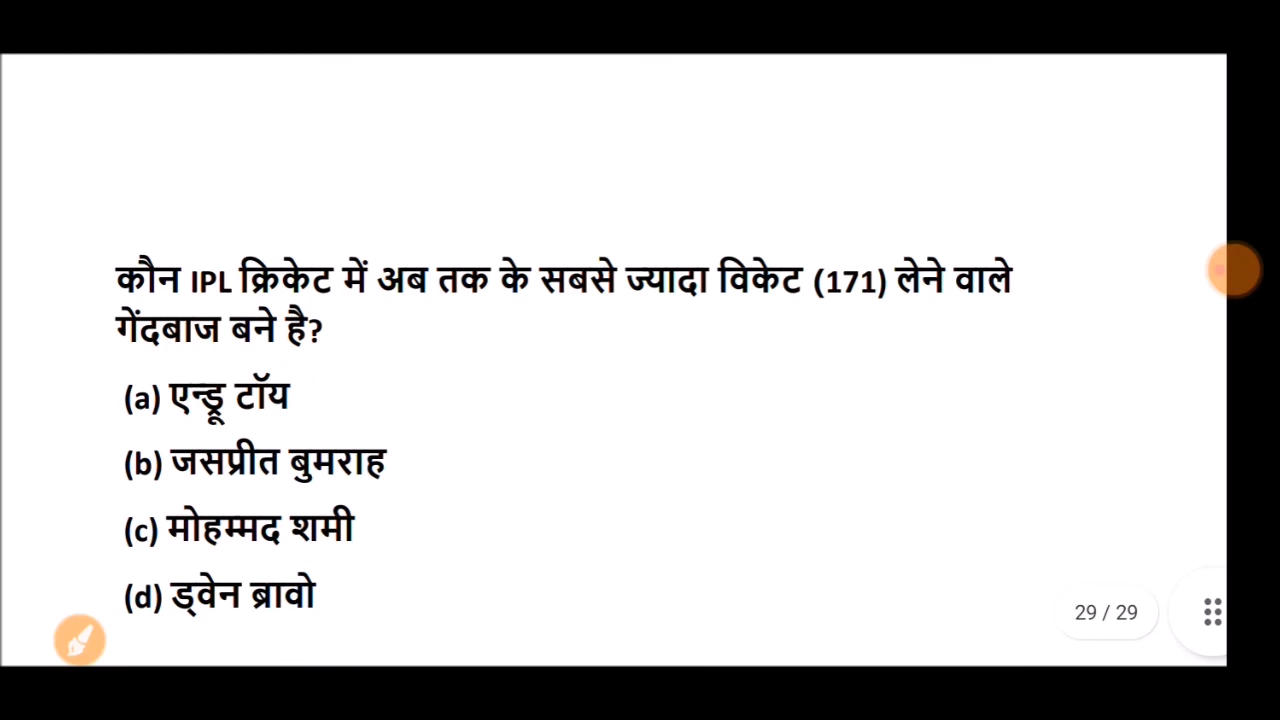 कौन IPL क्रिकेट में अब तक के सबसे ज्यादा विकेट (171) लेने वाले
गेंदबाज बने है?
(a) एन्ड्रू टॉय
(b) जसप्रीत बुमराह
(c) मोहम्मद शमी
(d) ड्वेन ब्रावो
29 / 29